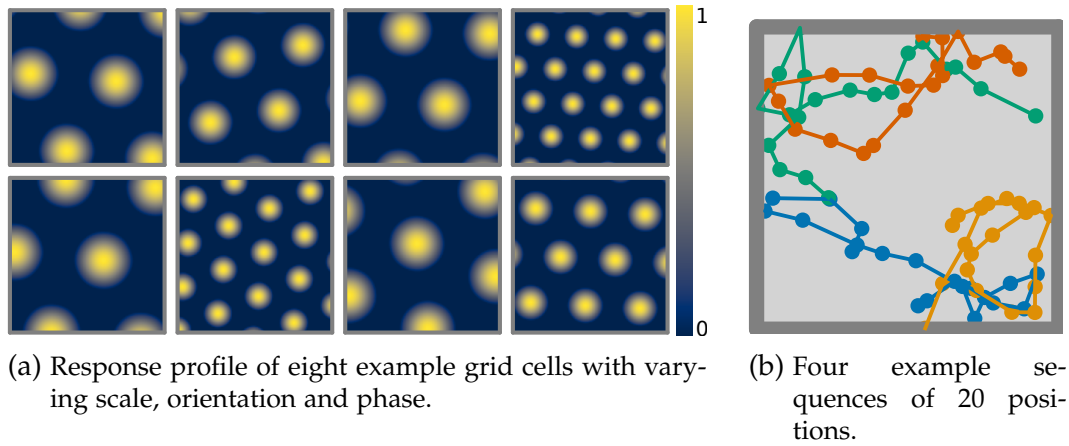 1
0
(a) Response profile of eight example grid cells with vary-
ing scale, orientation and phase.
(b) Four example se-
quences of 20 posi-
tions.